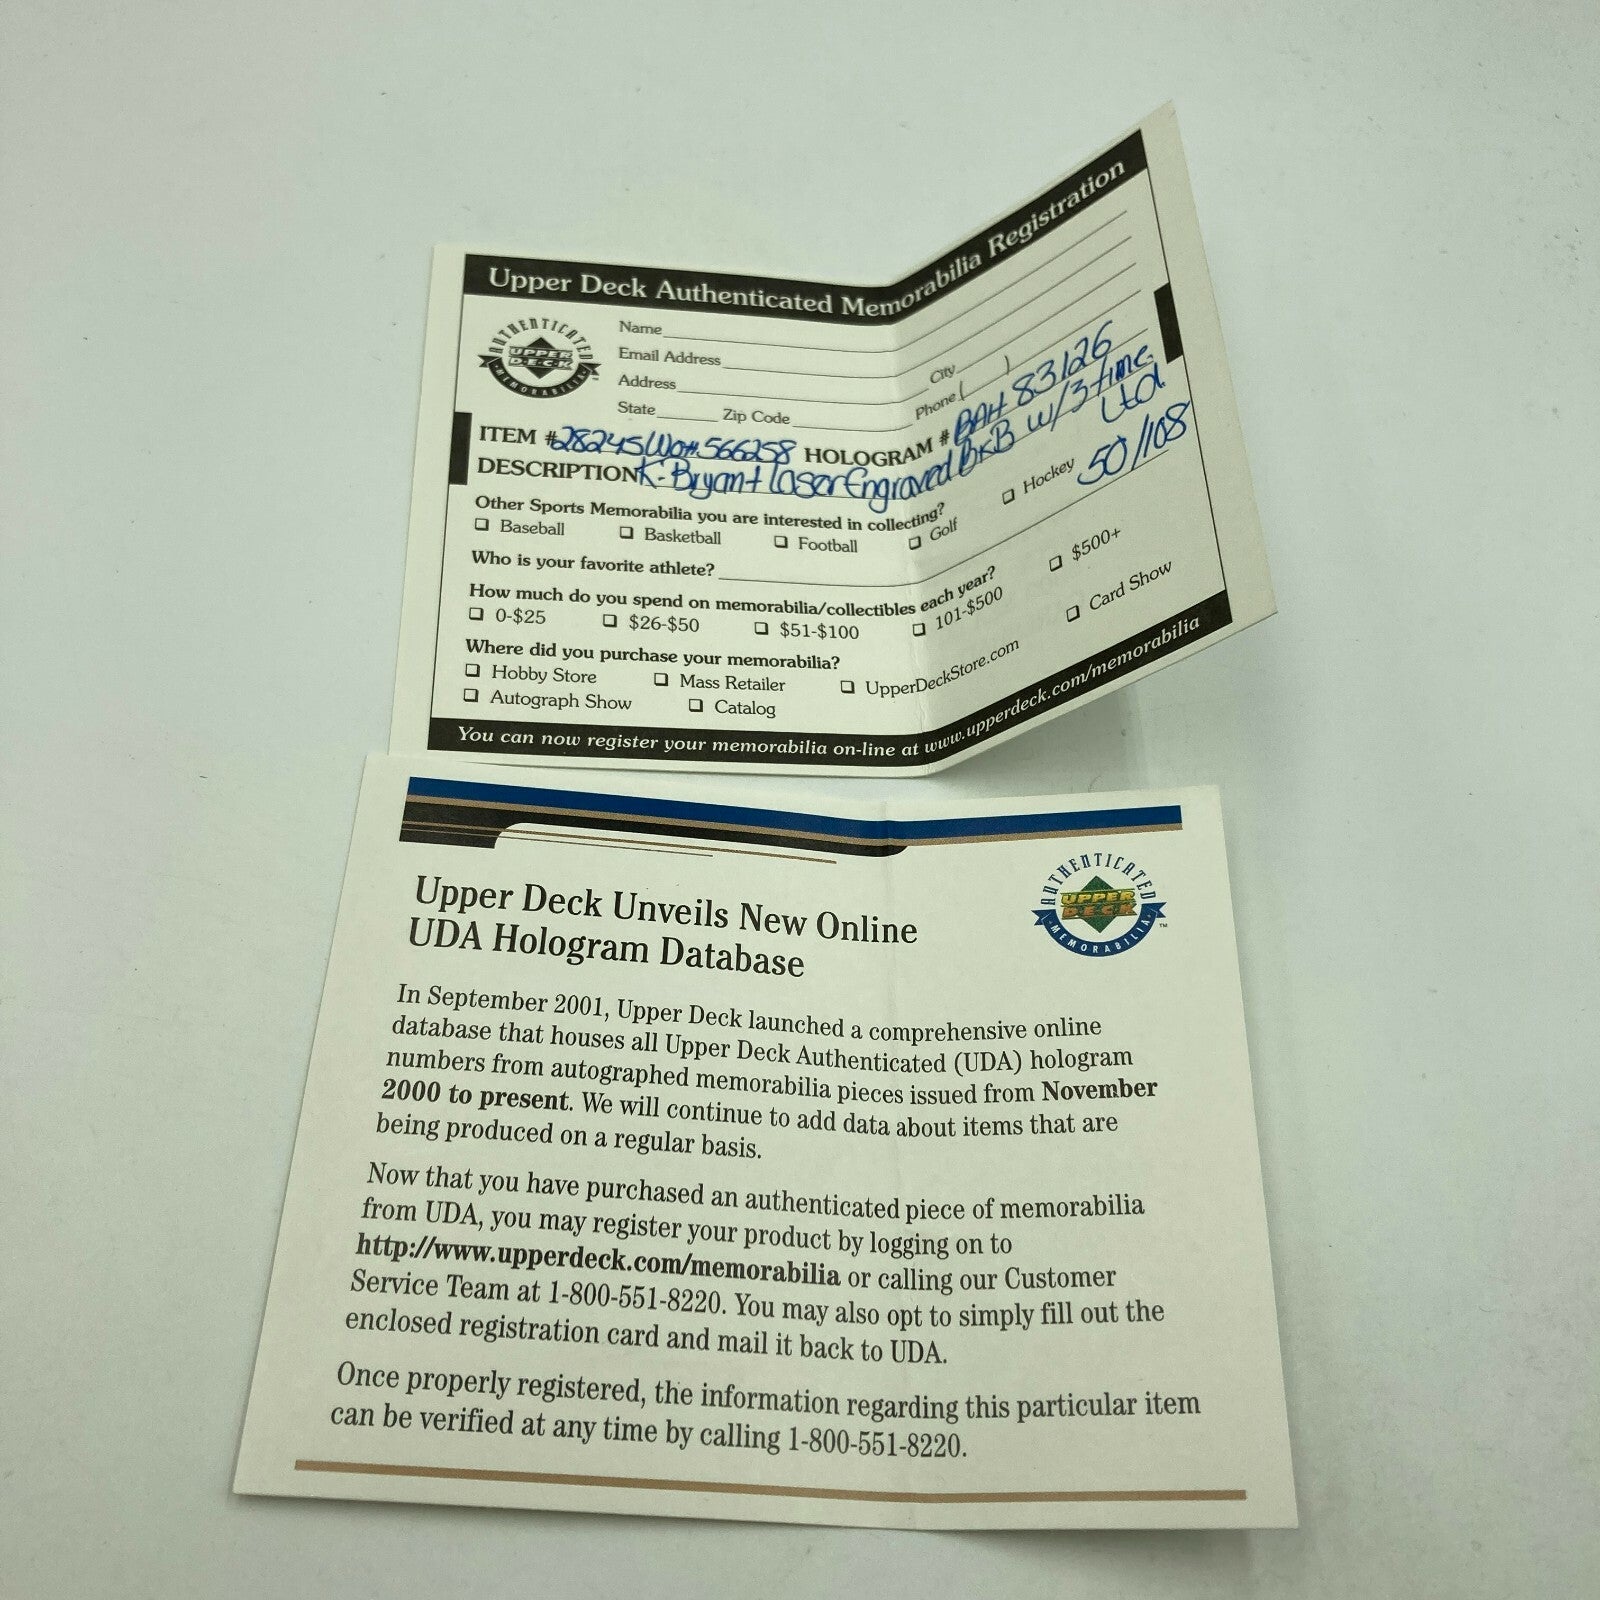 Upper Deck Authenticated Memorabilia Registration
AUTHENTICATED
UPPER
DECK
MEMORABILIA
Name
Email Address
Address
City
State Zip Code Phone ( )
ITEM # 28245 Wo#.566258 HOLOGRAM # BAH 83126
DESCRIPTION K. Bryant Laser Engraved BKB w/3 time
Ltd.
50/108
Other Sports Memorabilia you are interested in collecting?
❏ Baseball ❏ Basketball ❏ Football ❏ Golf ❏ Hockey
Who is your favorite athlete?
How much do you spend on memorabilia/collectibles each year?
❏ 0-$25 ❏ $26-$50 ❏ $51-$100 ❏ 101-$500 ❏ $500+
Where did you purchase your memorabilia?
❏ Hobby Store ❏ Mass Retailer ❏ UpperDeckStore.com ❏ Card Show
❏ Autograph Show ❏ Catalog
You can now register your memorabilia on-line at www.upperdeck.com/memorabilia
AUTHENTICATED
UPPER
DECK
MEMORABILIA
™
Upper Deck Unveils New Online
UDA Hologram Database
In September 2001, Upper Deck launched a comprehensive online
database that houses all Upper Deck Authenticated (UDA) hologram
numbers from autographed memorabilia pieces issued from November
2000 to present. We will continue to add data about items that are
being produced on a regular basis.
Now that you have purchased an authenticated piece of memorabilia
from UDA, you may register your product by logging on to
http://www.upperdeck.com/memorabilia or calling our Customer
Service Team at 1-800-551-8220. You may also opt to simply fill out the
enclosed registration card and mail it back to UDA.
Once properly registered, the information regarding this particular item
can be verified at any time by calling 1-800-551-8220.